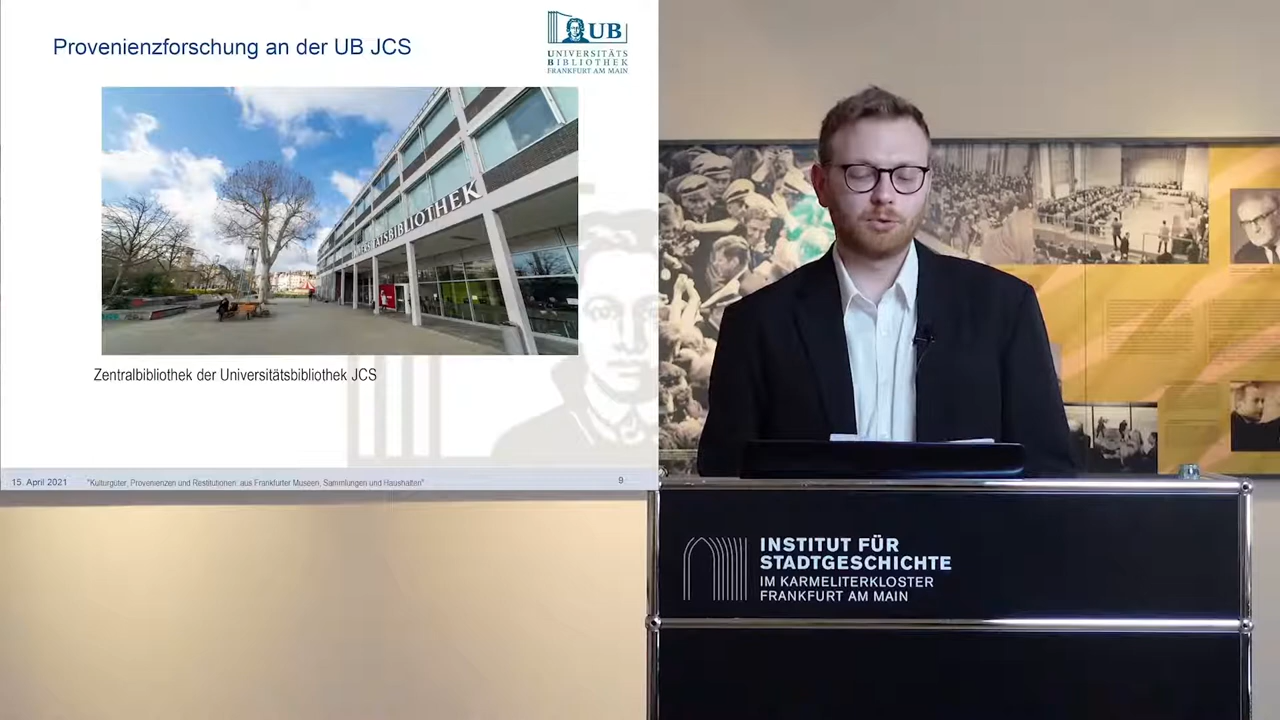 Provenienzforschung an der UB JCS
UB
UNIVERSITÄTS
BIBLIOTHEK
FRANKFURT AM MAIN
UNIVERSITÄTSBIBLIOTHEK
Zentralbibliothek der Universitätsbibliothek JCS
15. April 2021 "Kulturgüter, Provenienzen und Restitutionen: aus Frankfurter Museen, Sammlungen und Haushalten" 9
INSTITUT FÜR
STADTGESCHICHTE
IM KARMELITERKLOSTER
FRANKFURT AM MAIN